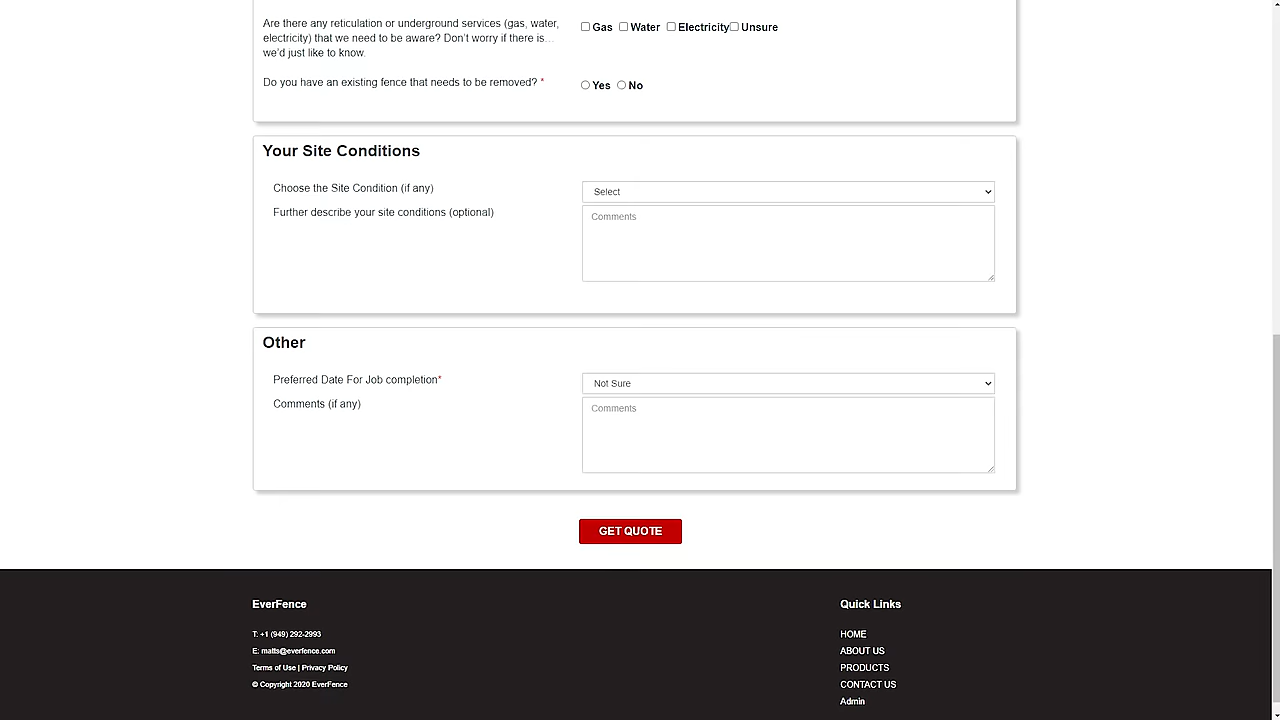 Are there any reticulation or underground services (gas, water,
electricity) that we need to be aware? Don't worry if there is...
we'd just like to know.
Gas Water Electricity Unsure
Do you have an existing fence that needs to be removed? *
Yes No
Your Site Conditions
Choose the Site Condition (if any)
Select
Further describe your site conditions (optional)
Comments
Other
Preferred Date For Job completion*
Not Sure
Comments (if any)
Comments
GET QUOTE
EverFence
T: +1 (949) 292-2993
E: matts@everfence.com
Terms of Use | Privacy Policy
© Copyright 2020 EverFence
Quick Links
HOME
ABOUT US
PRODUCTS
CONTACT US
Admin